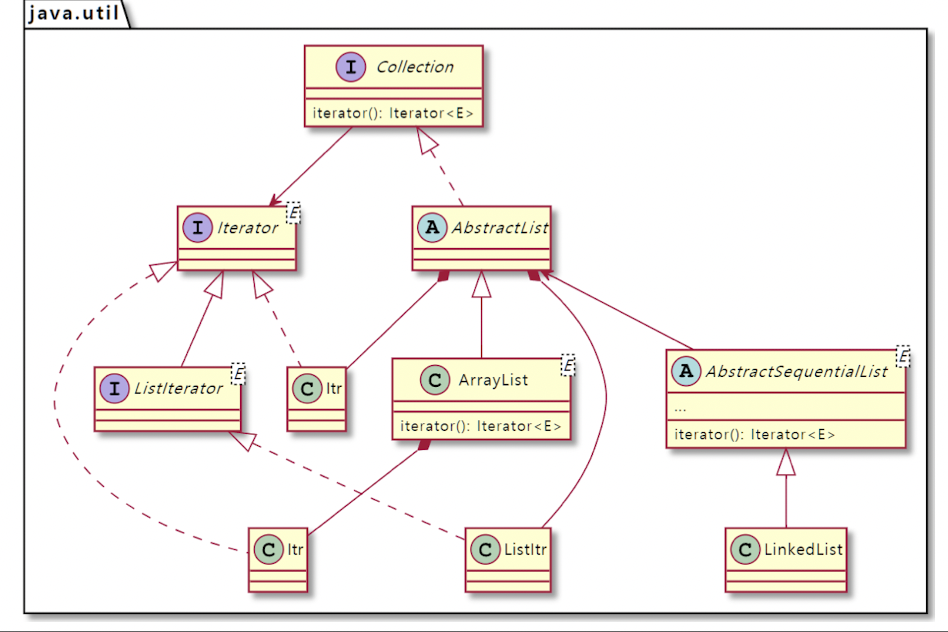 java.util
I Collection
iterator(): Iterator<E>
I Iterator E
A AbstractList
I ListIterator E
C Itr
C ArrayList E
iterator(): Iterator<E>
A AbstractSequentialList E
...
iterator(): Iterator<E>
C Itr
C ListItr
C LinkedList